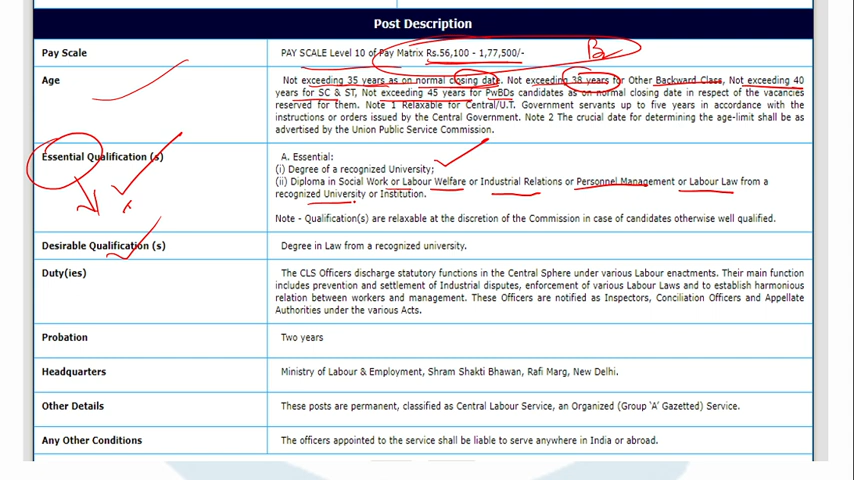 Post Description
Pay Scale
PAY SCALE Level 10 of Pay Matrix Rs.56,100 - 1,77,500/-
B
Age
Not exceeding 35 years as on normal closing date. Not exceeding 38 years for Other Backward Class, Not exceeding 40
years for SC & ST, Not exceeding 45 years for PwBDs candidates as on normal closing date in respect of the vacancies
reserved for them. Note 1 Relaxable for Central/U.T. Government servants up to five years in accordance with the
instructions or orders issued by the Central Government. Note 2 The crucial date for determining the age-limit shall be as
advertised by the Union Public Service Commission.
Essential Qualification (s)
A. Essential:
(i) Degree of a recognized University;
(ii) Diploma in Social Work or Labour Welfare or Industrial Relations or Personnel Management or Labour Law from a
recognized University or Institution.
Note - Qualification(s) are relaxable at the discretion of the Commission in case of candidates otherwise well qualified.
Desirable Qualification (s)
Degree in Law from a recognized university.
Duty(ies)
The CLS Officers discharge statutory functions in the Central Sphere under various Labour enactments. Their main function
includes prevention and settlement of Industrial disputes, enforcement of various Labour Laws and to establish harmonious
relation between workers and management. These Officers are notified as Inspectors, Conciliation Officers and Appellate
Authorities under the various Acts.
Probation
Two years
Headquarters
Ministry of Labour & Employment, Shram Shakti Bhawan, Rafi Marg, New Delhi.
Other Details
These posts are permanent, classified as Central Labour Service, an Organized (Group 'A' Gazetted) Service.
Any Other Conditions
The officers appointed to the service shall be liable to serve anywhere in India or abroad.